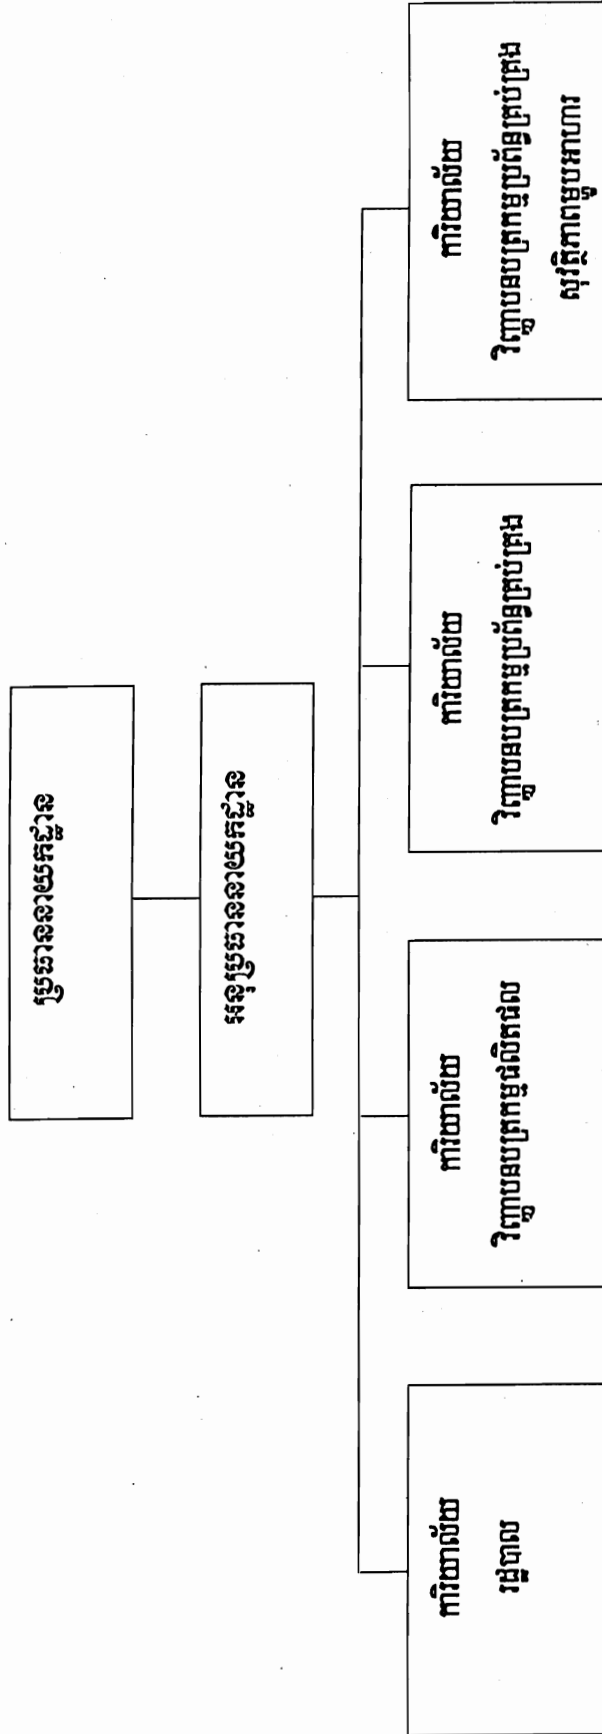 ប្រធាននាយកដ្ឋាន
អនុប្រធាននាយកដ្ឋាន
ការិយាល័យ
រដ្ឋបាល
ការិយាល័យ
វិញ្ញាបនបត្រកម្មផលិតផល
ការិយាល័យ
វិញ្ញាបនបត្រកម្មប្រព័ន្ធគ្រប់គ្រង
ការិយាល័យ
វិញ្ញាបនបត្រកម្មប្រព័ន្ធគ្រប់គ្រង
សុវត្ថិភាពម្ហូបអាហារ